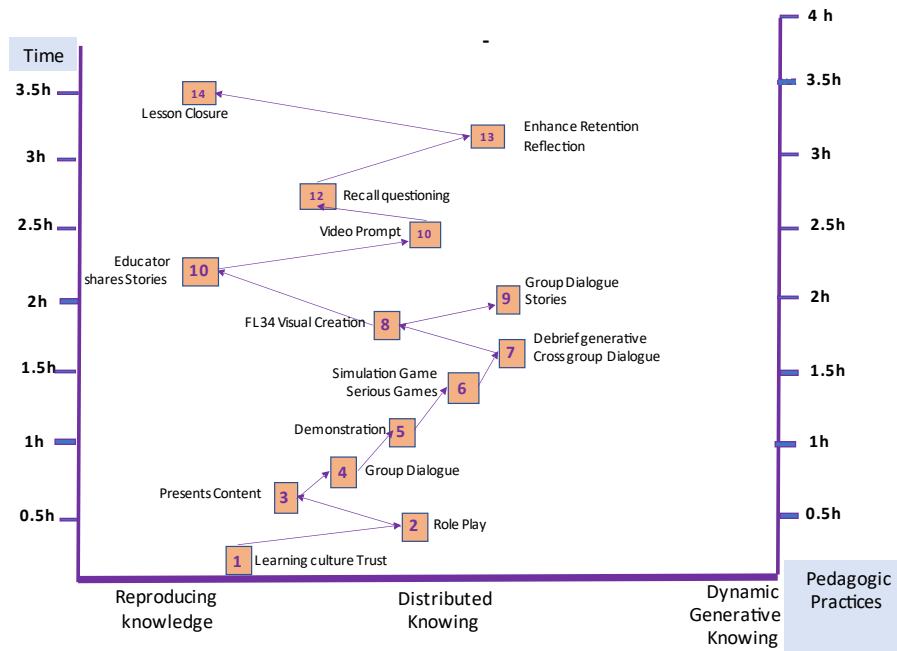 4 h
-
Time
3.5h
3.5h
14
Lesson Closure
13
Enhance Retention
Reflection
3h
3h
12
Recall questioning
2.5h
2.5h
Video Prompt
10
Educator
shares Stories
10
Group Dialogue
Stories
9
2h
2h
FL34 Visual Creation
8
Debrief generative
Cross group Dialogue
7
1.5h
1.5h
Simulation Game
Serious Games
6
Demonstration
5
1h
1h
4
Group Dialogue
Presents Content
3
0.5h
0.5h
2
Role Play
1
Learning culture Trust
Reproducing
knowledge
Distributed
Knowing
Dynamic
Generative
Knowing
Pedagogic
Practices